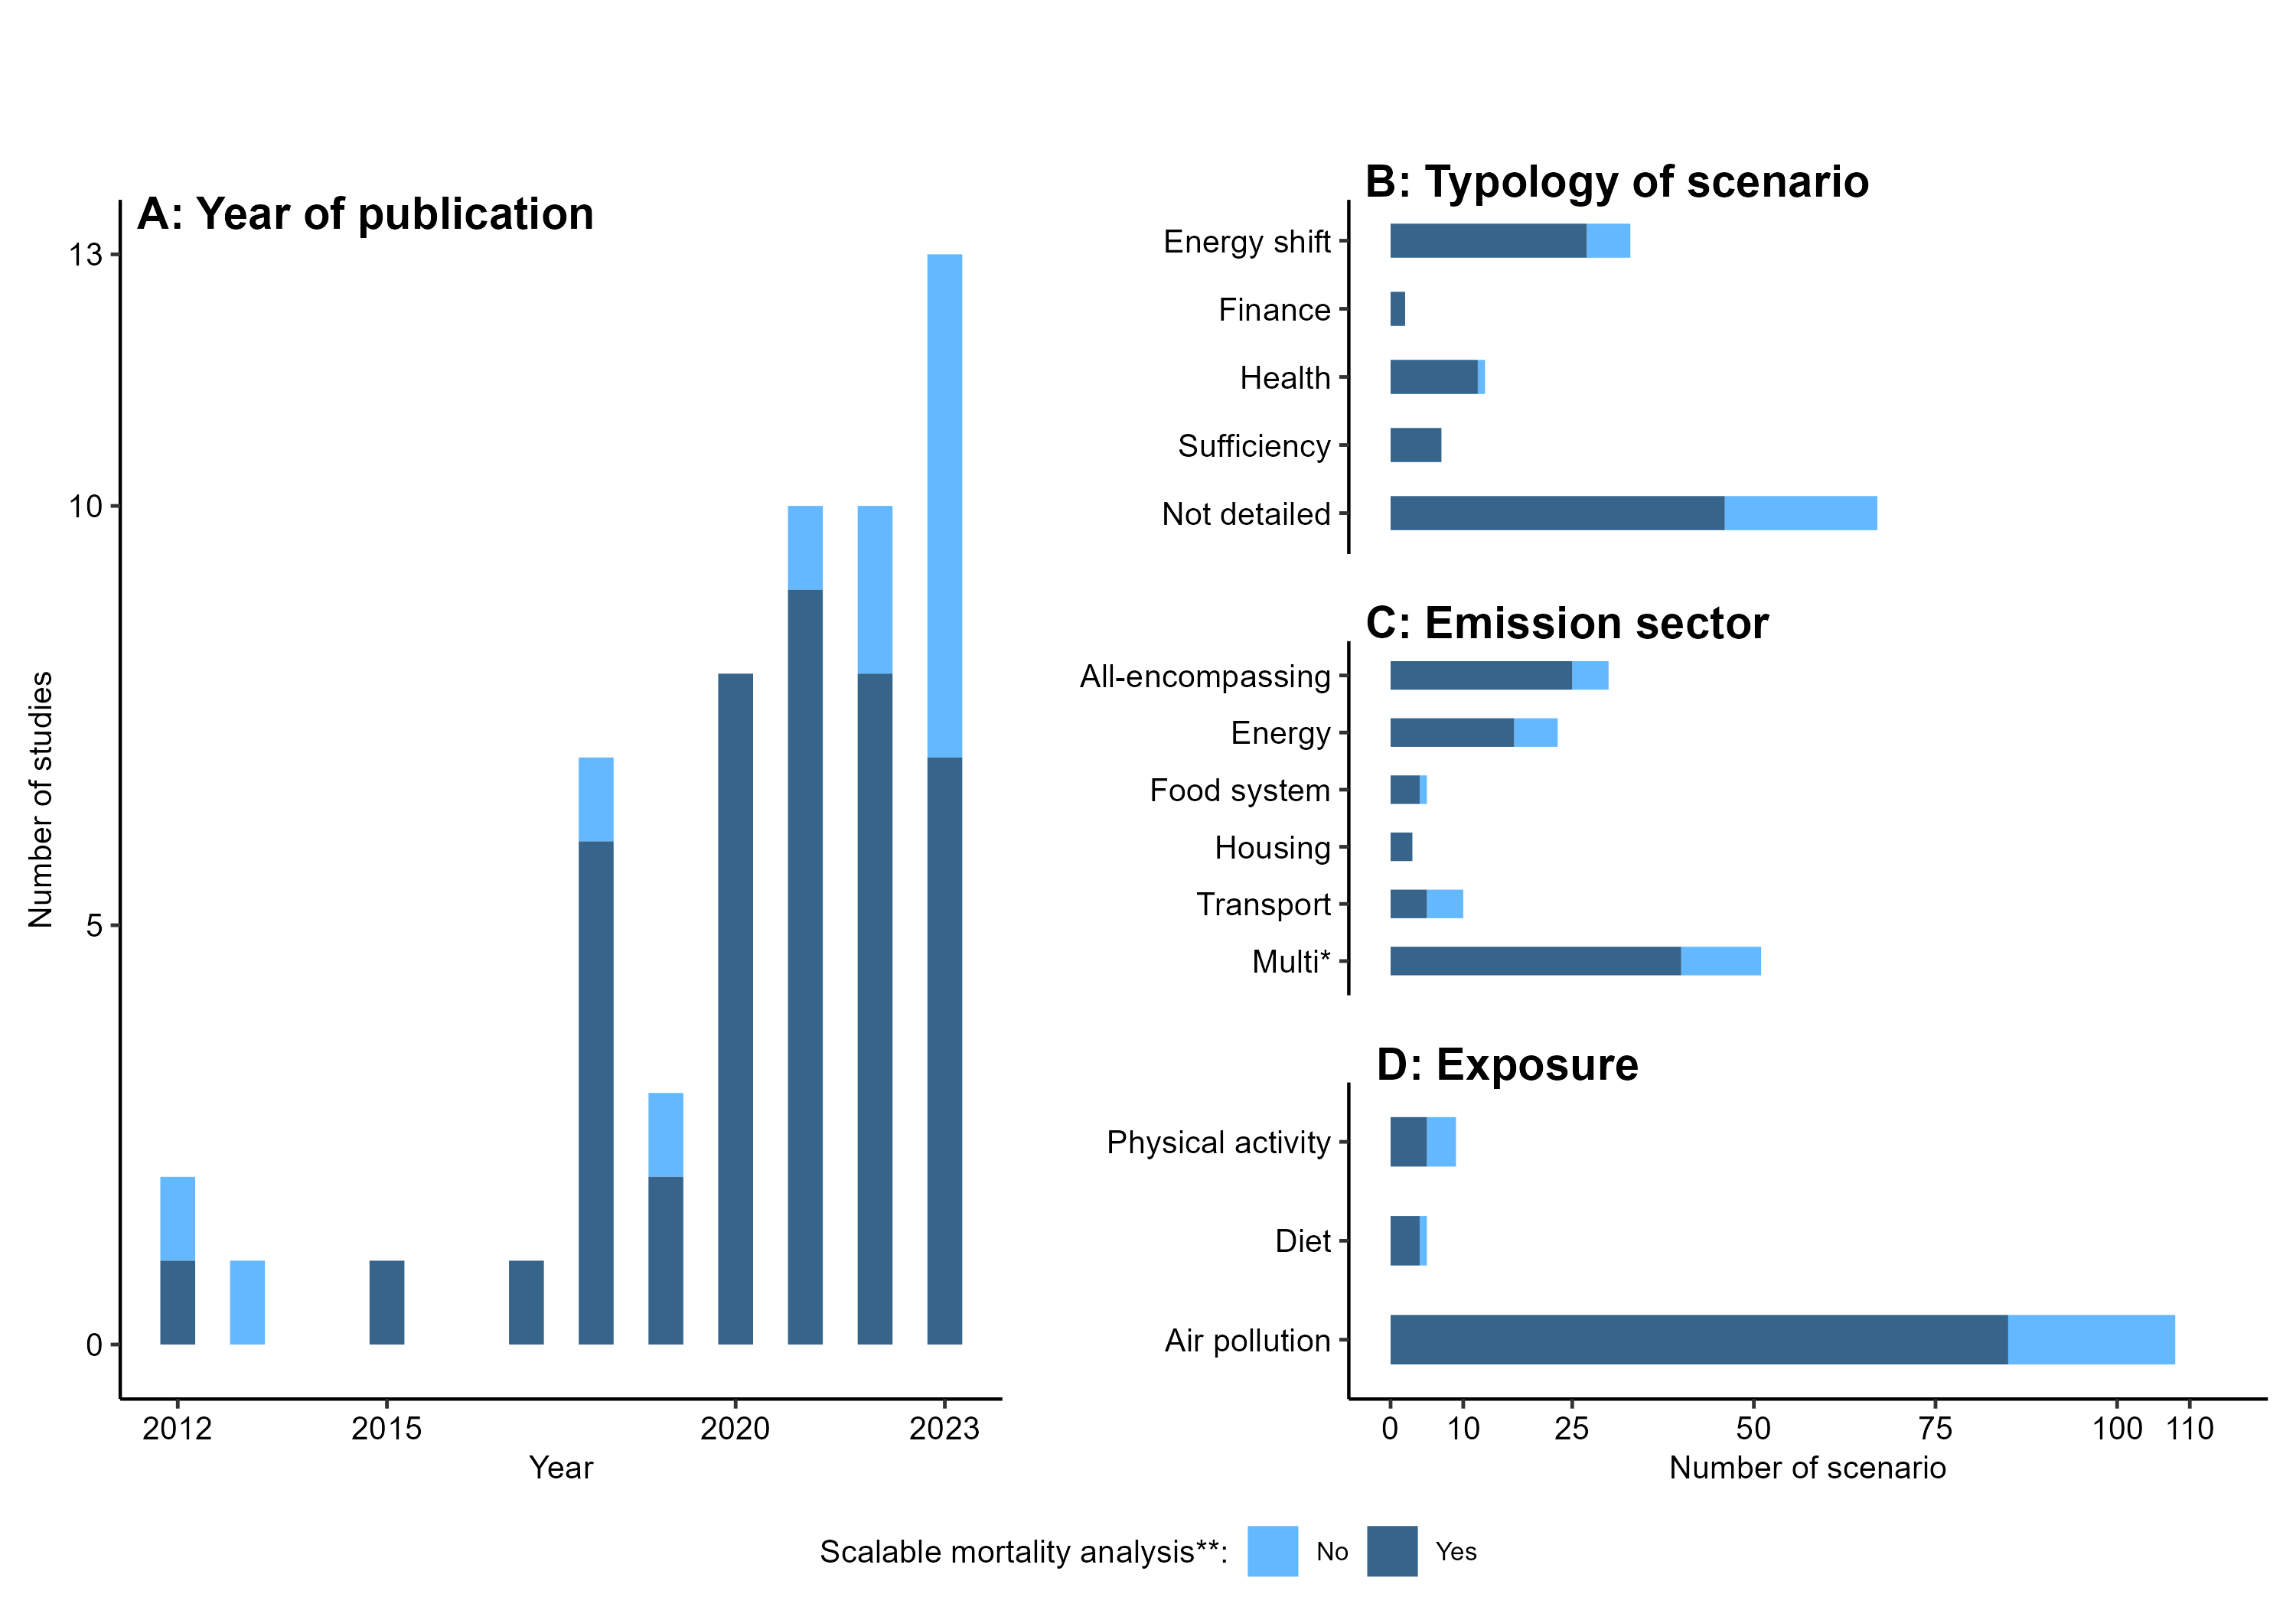 A: Year of publication
13
10
5
0
Number of studies
2012 2015 2020 2023
Year
B: Typology of scenario
Energy shift
Finance
Health
Sufficiency
Not detailed
C: Emission sector
All-encompassing
Energy
Food system
Housing
Transport
Multi*
D: Exposure
Physical activity
Diet
Air pollution
0 10 25 50 75 100 110
Number of scenario
Scalable mortality analysis**: No Yes